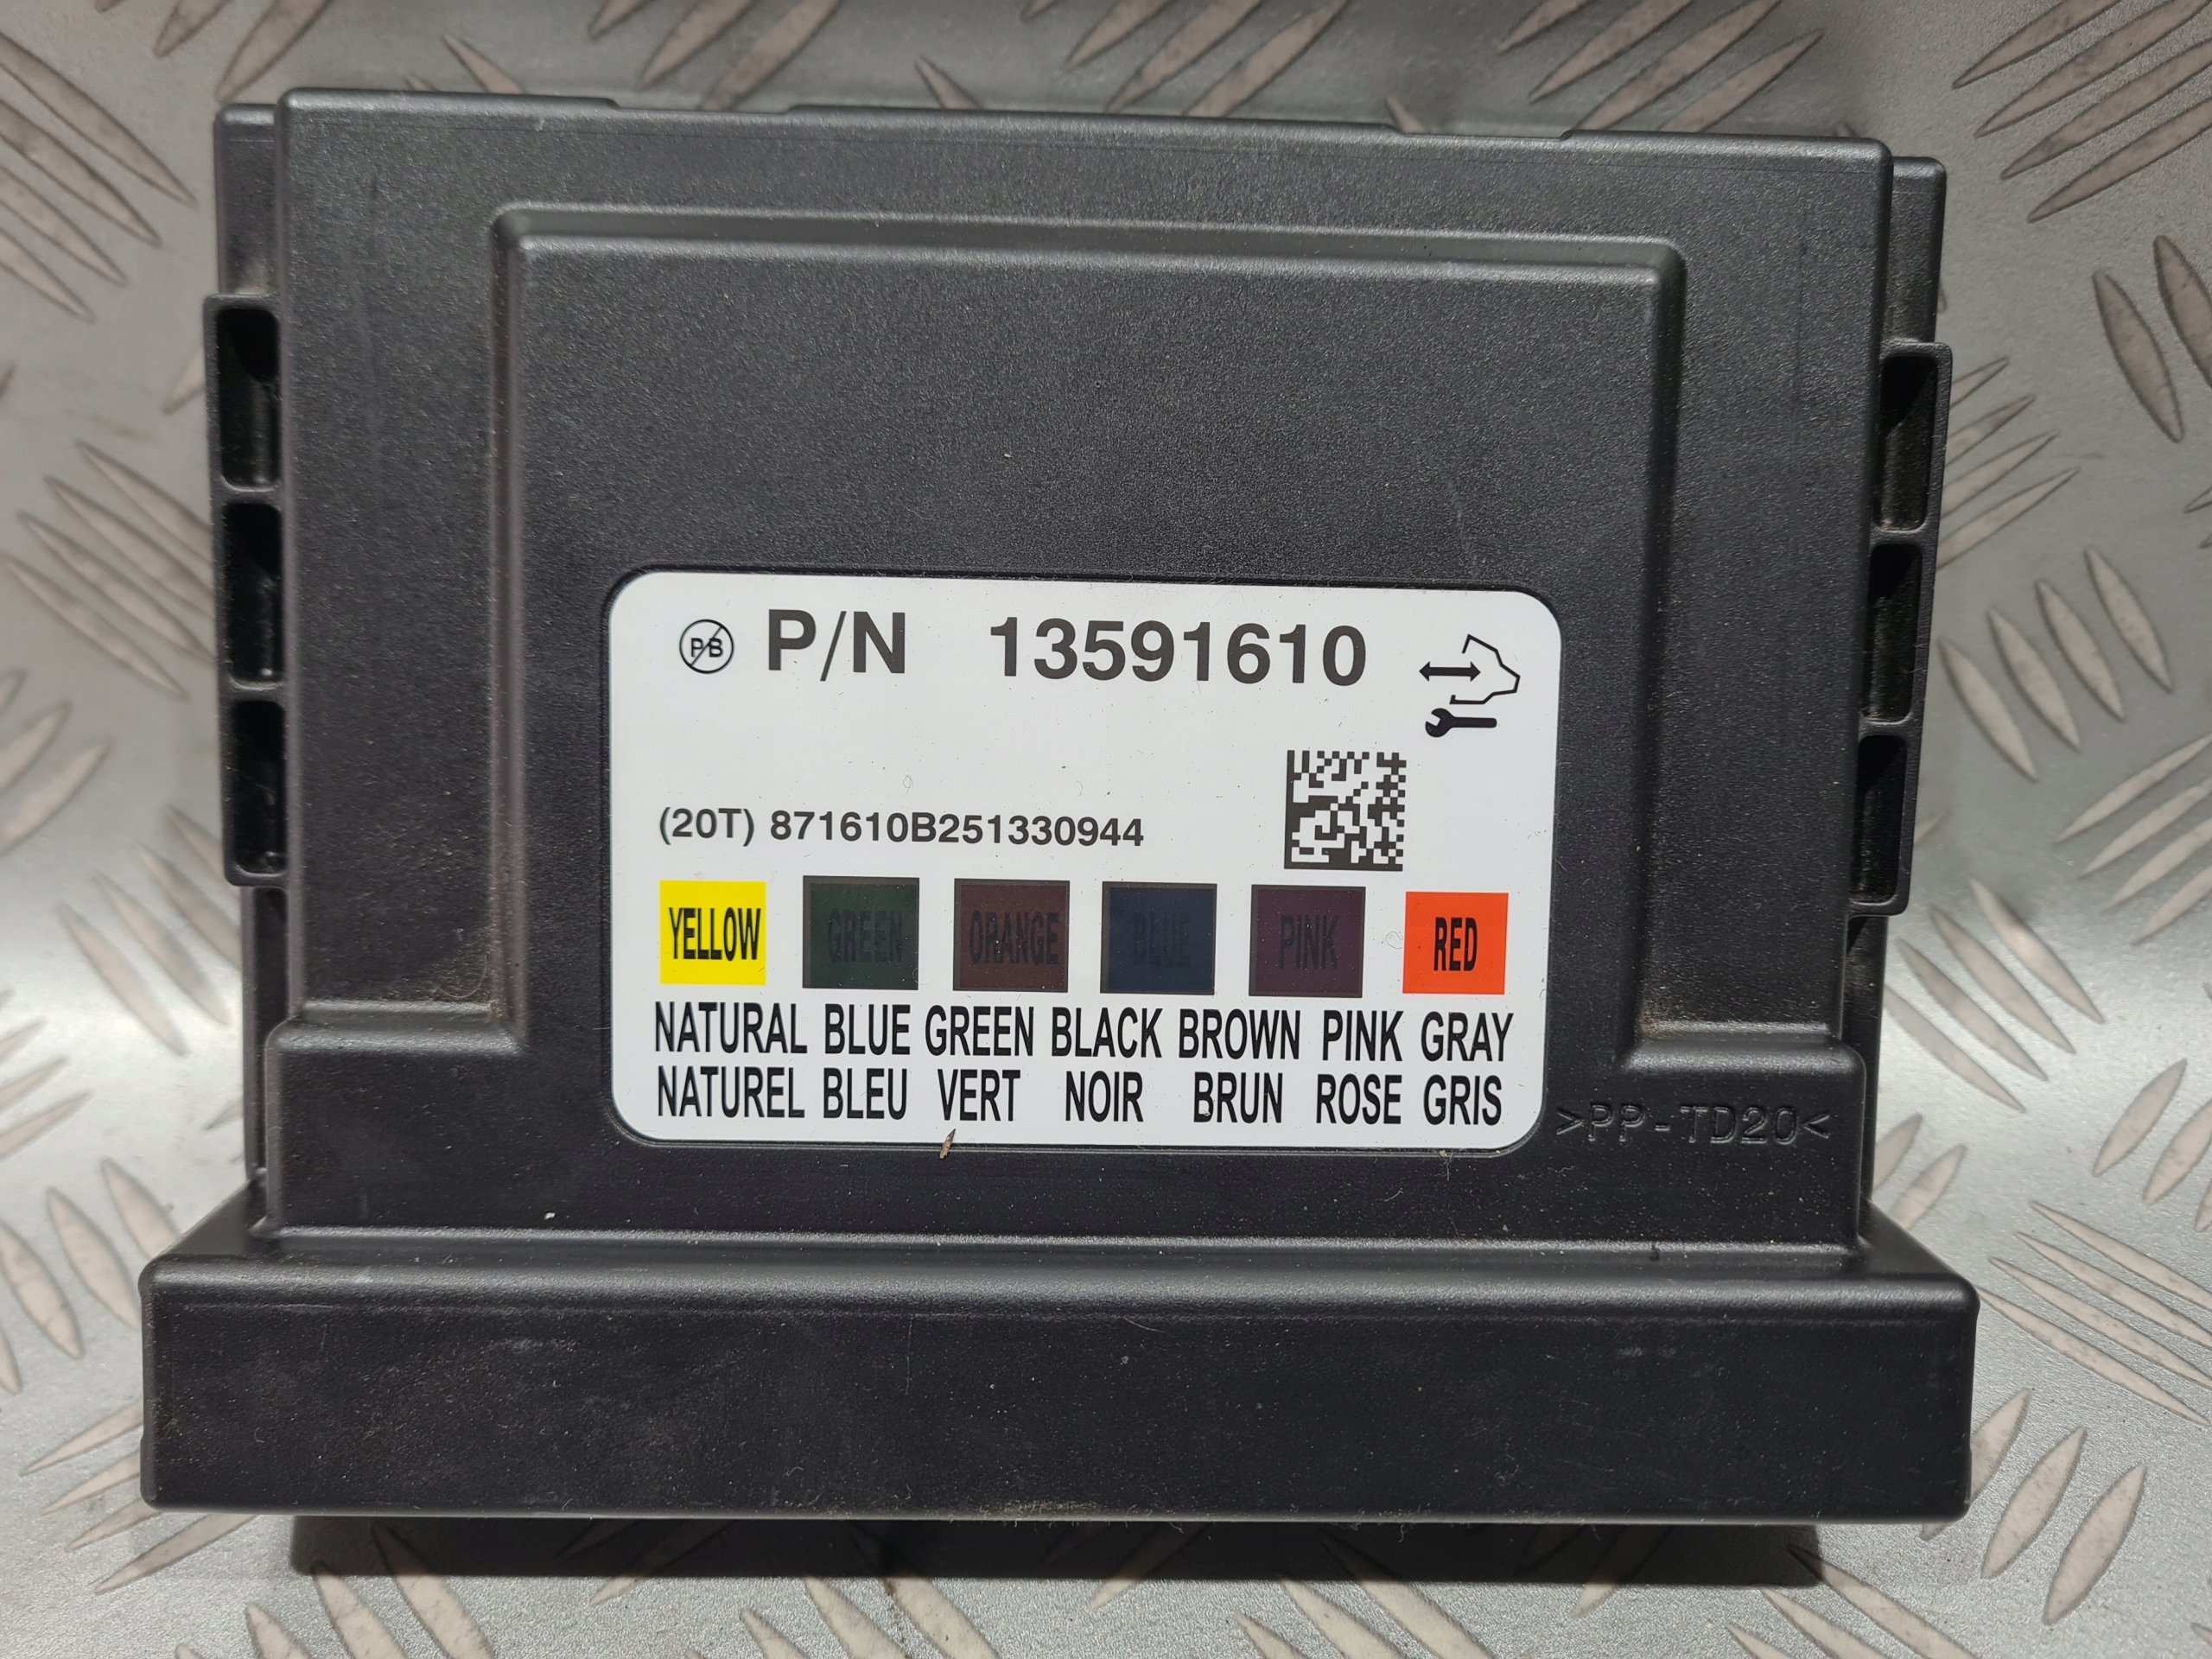 PB P/N 13591610
(20T) 871610B251330944
YELLOW GREEN ORANGE BLUE PINK RED
NATURAL BLUE GREEN BLACK BROWN PINK GRAY
NATUREL BLEU VERT NOIR BRUN ROSE GRIS
>PP-TD20<